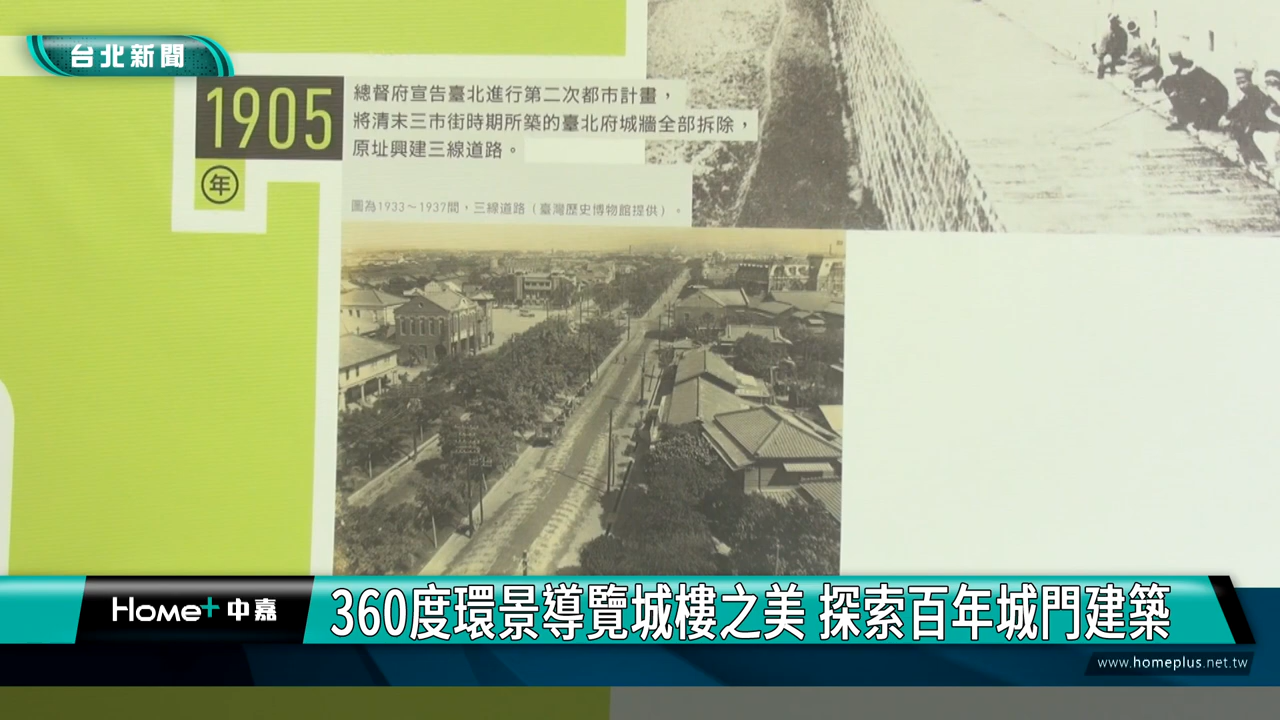 台北新聞
1905
年
總督府宣告臺北進行第二次都市計畫，
將清末三市街時期所築的臺北府城牆全部拆除，
原址興建三線道路。
圖為1933～1937間，三線道路（臺灣歷史博物館提供）。
Home+ 中嘉
360度環景導覽城樓之美 探索百年城門建築
www.homeplus.net.tw